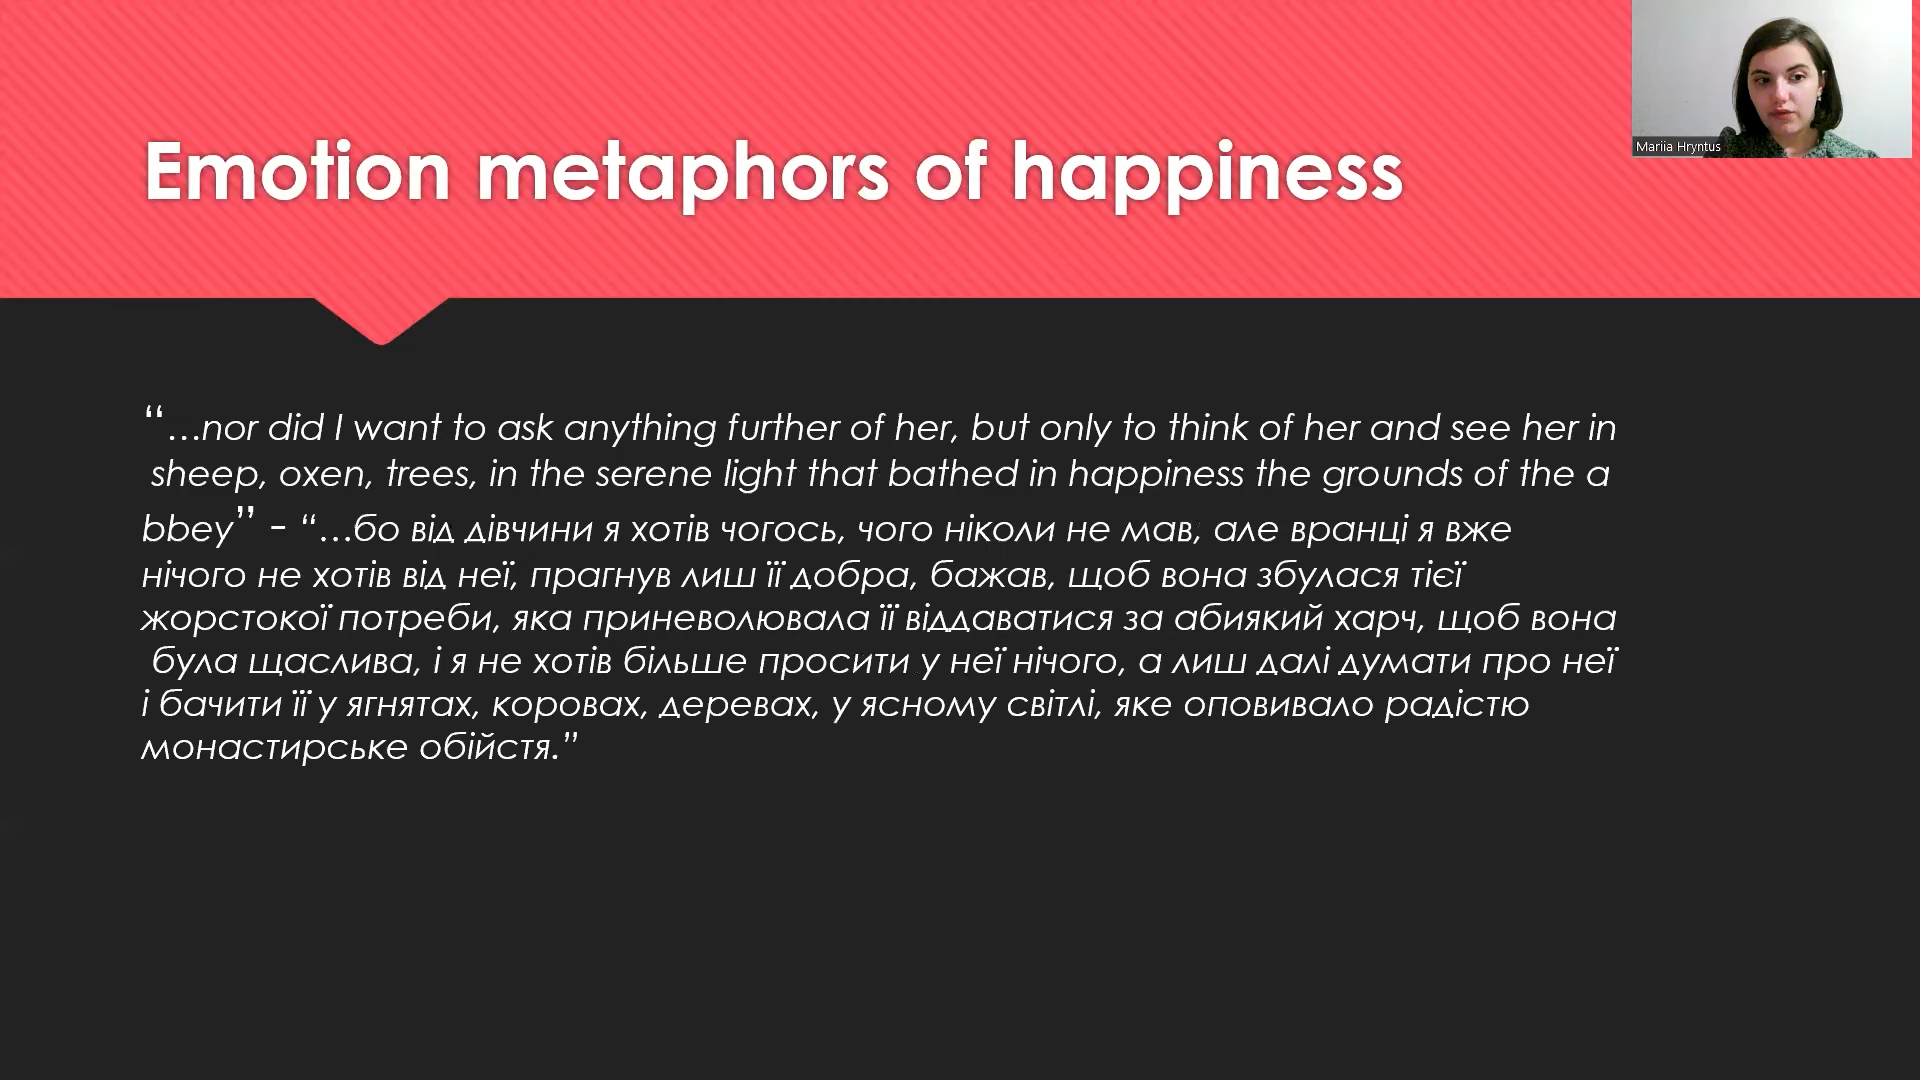 Mariia Hryntus
Emotion metaphors of happiness
“…nor did I want to ask anything further of her, but only to think of her and see her in
sheep, oxen, trees, in the serene light that bathed in happiness the grounds of the a
bbey” - “…бо від дівчини я хотів чогось, чого ніколи не мав, але вранці я вже
нічого не хотів від неї, прагнув лиш її добра, бажав, щоб вона збулася тієї
жорстокої потреби, яка приневолювала її віддаватися за абиякий харч, щоб вона
була щаслива, і я не хотів більше просити у неї нічого, а лиш далі думати про неї
і бачити її у ягнятах, коровах, деревах, у ясному світлі, яке оповивало радістю
монастирське обійстя.”